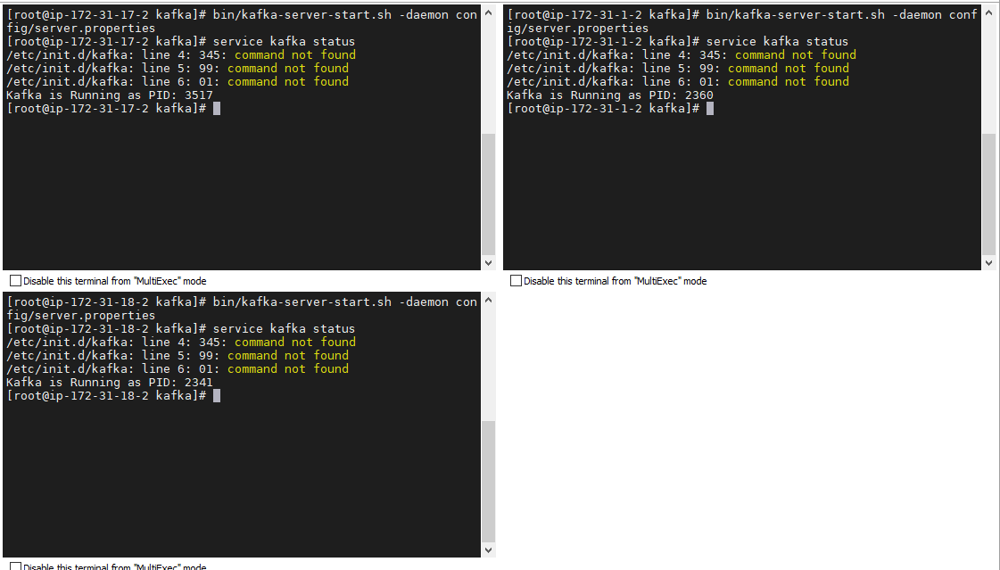 [root@ip-172-31-17-2 kafka]# bin/kafka-server-start.sh -daemon con
fig/server.properties
[root@ip-172-31-17-2 kafka]# service kafka status
/etc/init.d/kafka: line 4: 345: command not found
/etc/init.d/kafka: line 5: 99: command not found
/etc/init.d/kafka: line 6: 01: command not found
Kafka is Running as PID: 3517
[root@ip-172-31-17-2 kafka]#
Disable this terminal from "MultiExec" mode
[root@ip-172-31-1-2 kafka]# bin/kafka-server-start.sh -daemon conf
ig/server.properties
[root@ip-172-31-1-2 kafka]# service kafka status
/etc/init.d/kafka: line 4: 345: command not found
/etc/init.d/kafka: line 5: 99: command not found
/etc/init.d/kafka: line 6: 01: command not found
Kafka is Running as PID: 2360
[root@ip-172-31-1-2 kafka]#
Disable this terminal from "MultiExec" mode
[root@ip-172-31-18-2 kafka]# bin/kafka-server-start.sh -daemon con
fig/server.properties
[root@ip-172-31-18-2 kafka]# service kafka status
/etc/init.d/kafka: line 4: 345: command not found
/etc/init.d/kafka: line 5: 99: command not found
/etc/init.d/kafka: line 6: 01: command not found
Kafka is Running as PID: 2341
[root@ip-172-31-18-2 kafka]#
Disable this terminal from "MultiExec" mode